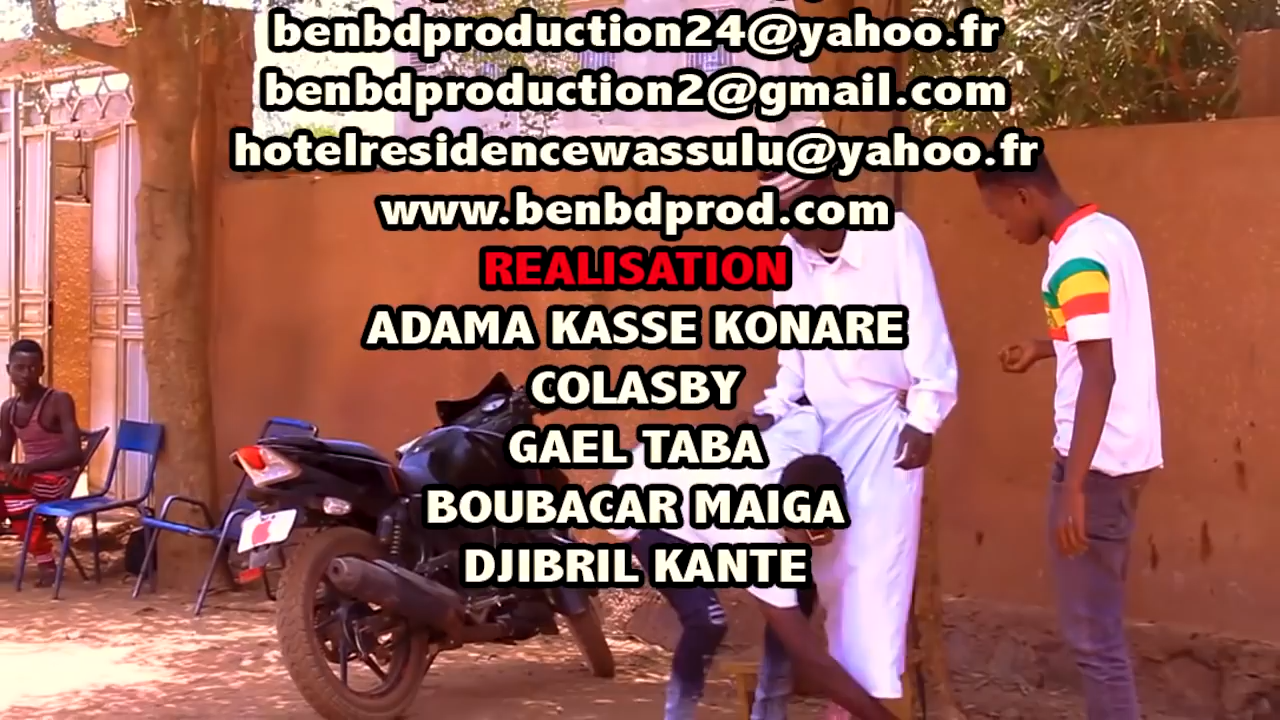 benbdproduction24@yahoo.fr
benbdproduction2@gmail.com
hotelresidencewassulu@yahoo.fr
www.benbdprod.com
REALISATION
ADAMA KASSE KONARE
COLASBY
GAEL TABA
BOUBACAR MAIGA
DJIBRIL KANTE